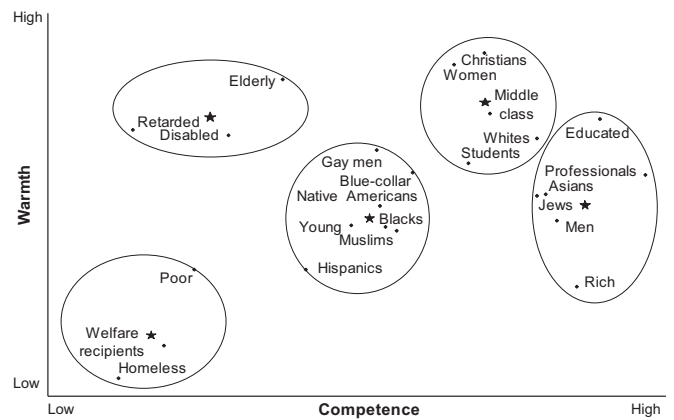 High
Christians
Women
Elderly
Middle
class
Retarded
Disabled
Whites
Educated
Students
Gay men
Blue-collar
Professionals
Native Americans
Asians
Jews
Warmth
Young
Blacks
Men
Muslims
Hispanics
Poor
Rich
Welfare
recipients
Homeless
Low
Low
Competence
High